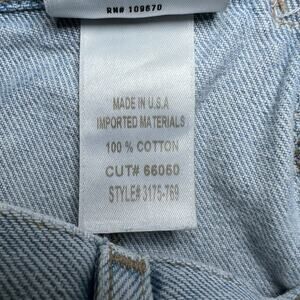 RN# 109670
MADE IN U.S.A
IMPORTED MATERIALS
100 % COTTON
CUT# 66050
STYLE# 3175-769